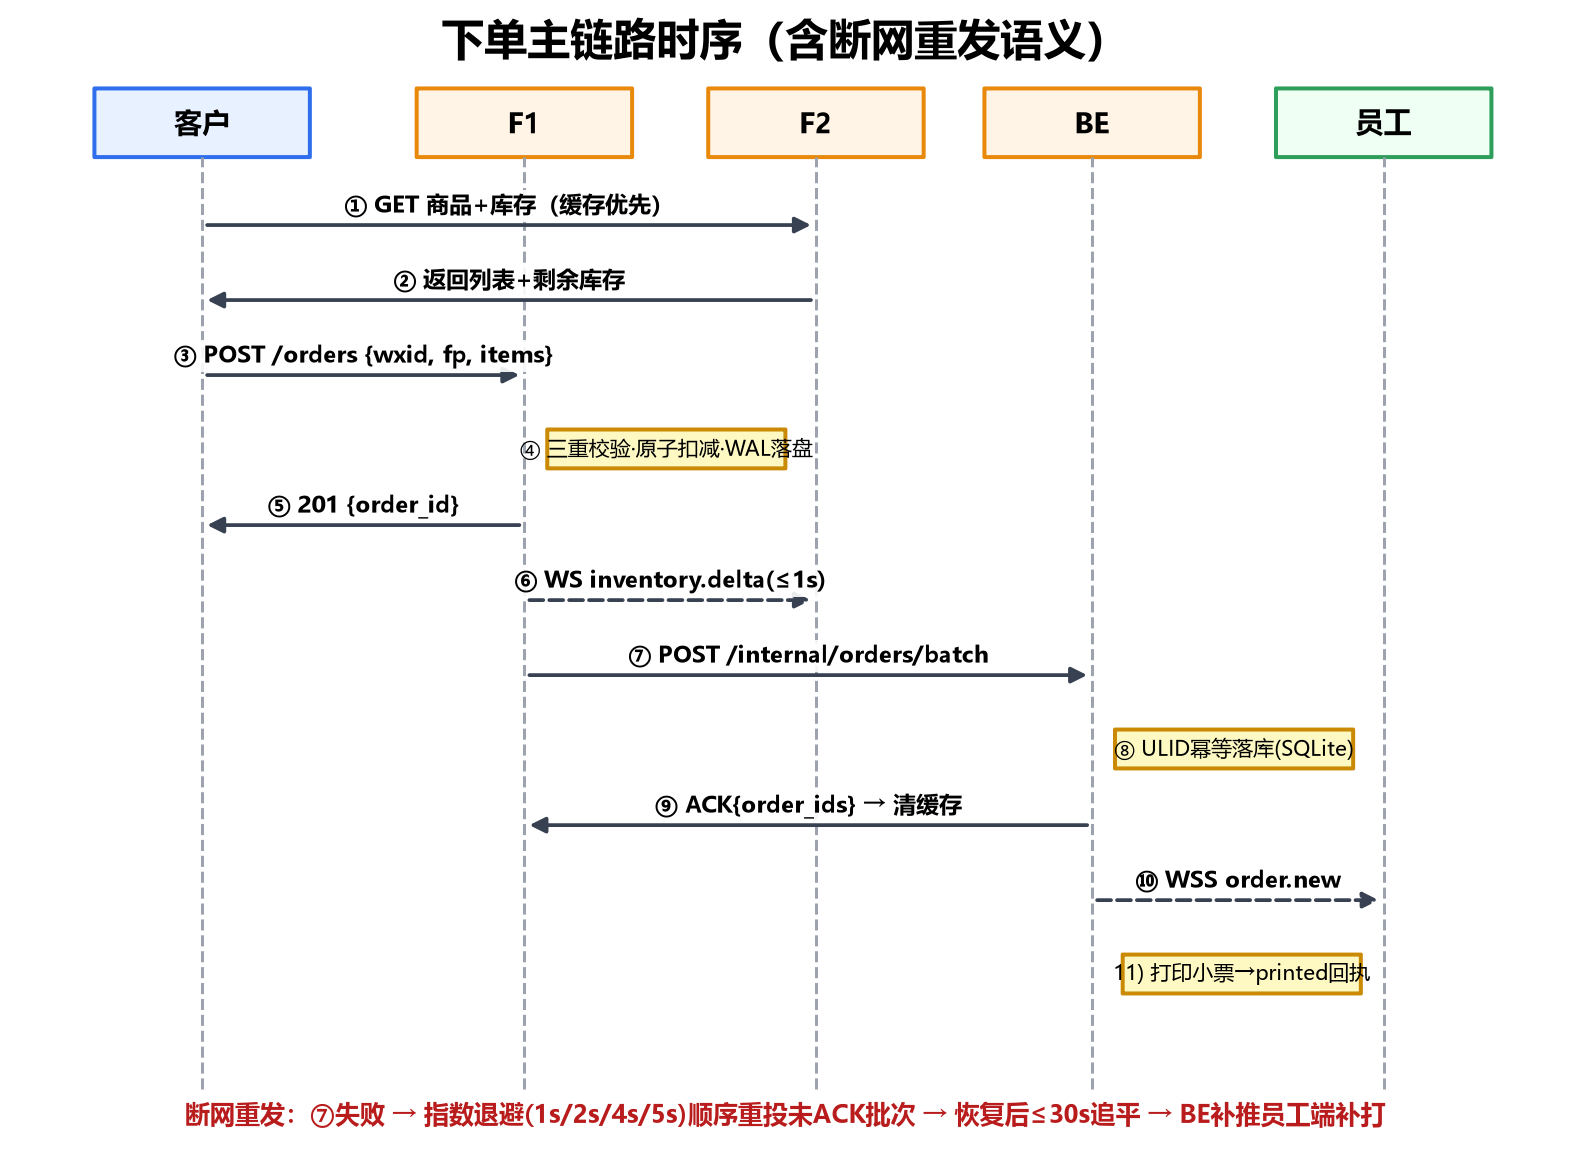 下单主链路时序（含断网重发语义）
客户
F1
F2
BE
员工
① GET 商品+库存（缓存优先）
② 返回列表+剩余库存
③ POST /orders {wxid, fp, items}
④ 三重校验·原子扣减·WAL落盘
⑤ 201 {order_id}
⑥ WS inventory.delta(≤1s)
⑦ POST /internal/orders/batch
⑧ ULID幂等落库(SQLite)
⑨ ACK{order_ids} → 清缓存
⑩ WSS order.new
11) 打印小票→printed回执
断网重发：⑦失败 → 指数退避(1s/2s/4s/5s)顺序重投未ACK批次 → 恢复后≤30s追平 → BE补推员工端补打